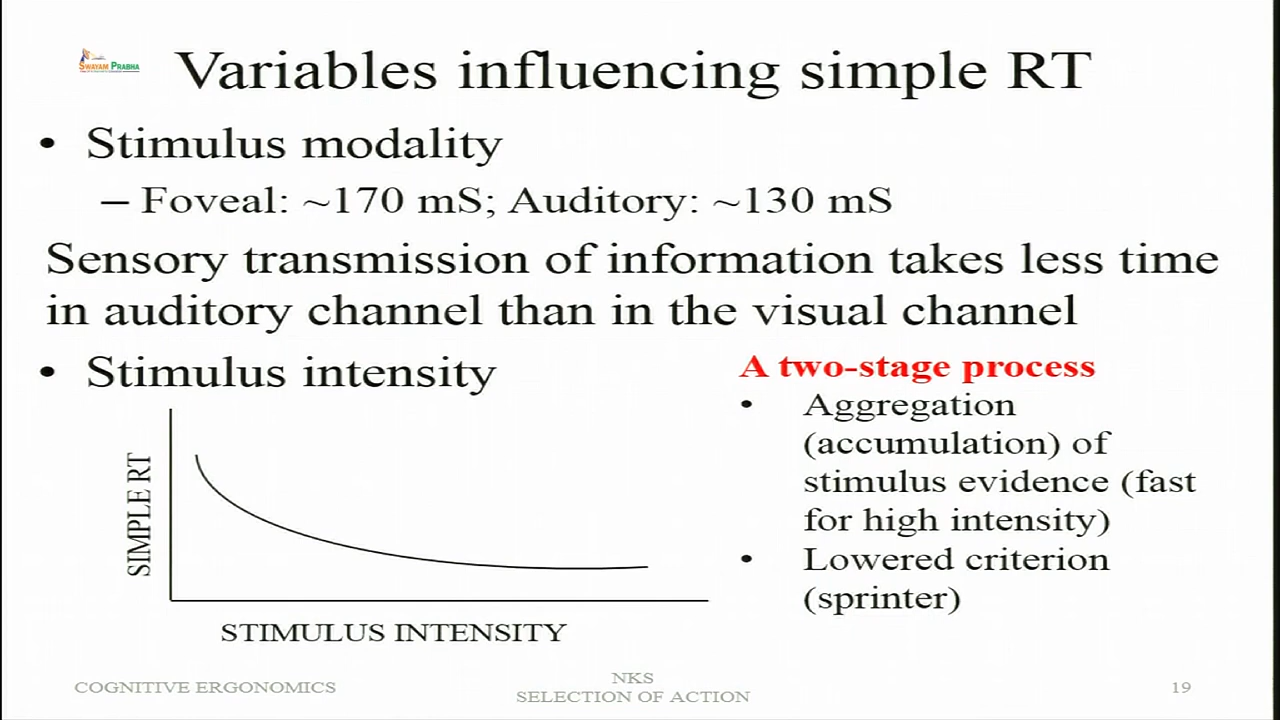 SWAYAM PRABHA
Variables influencing simple RT
• Stimulus modality
– Foveal: ~170 mS; Auditory: ~130 mS
Sensory transmission of information takes less time
in auditory channel than in the visual channel
• Stimulus intensity
SIMPLE RT
STIMULUS INTENSITY
A two-stage process
• Aggregation
(accumulation) of
stimulus evidence (fast
for high intensity)
• Lowered criterion
(sprinter)
COGNITIVE ERGONOMICS
NKS
SELECTION OF ACTION
19